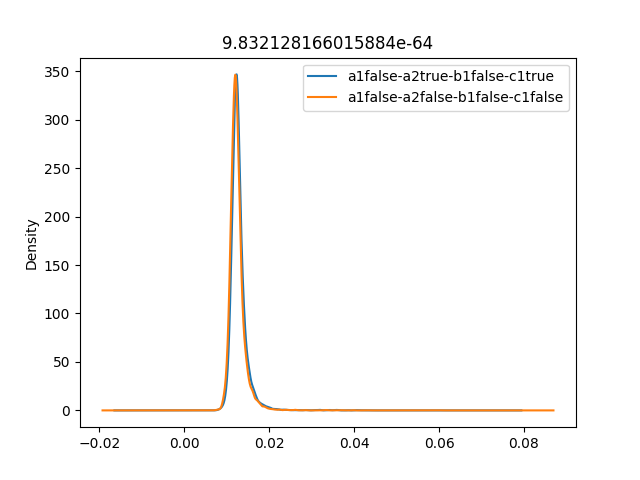 9.832128166015884e-64
a1false-a2true-b1false-c1true
a1false-a2false-b1false-c1false
Density
350
300
250
200
150
100
50
0
−0.02 0.00 0.02 0.04 0.06 0.08